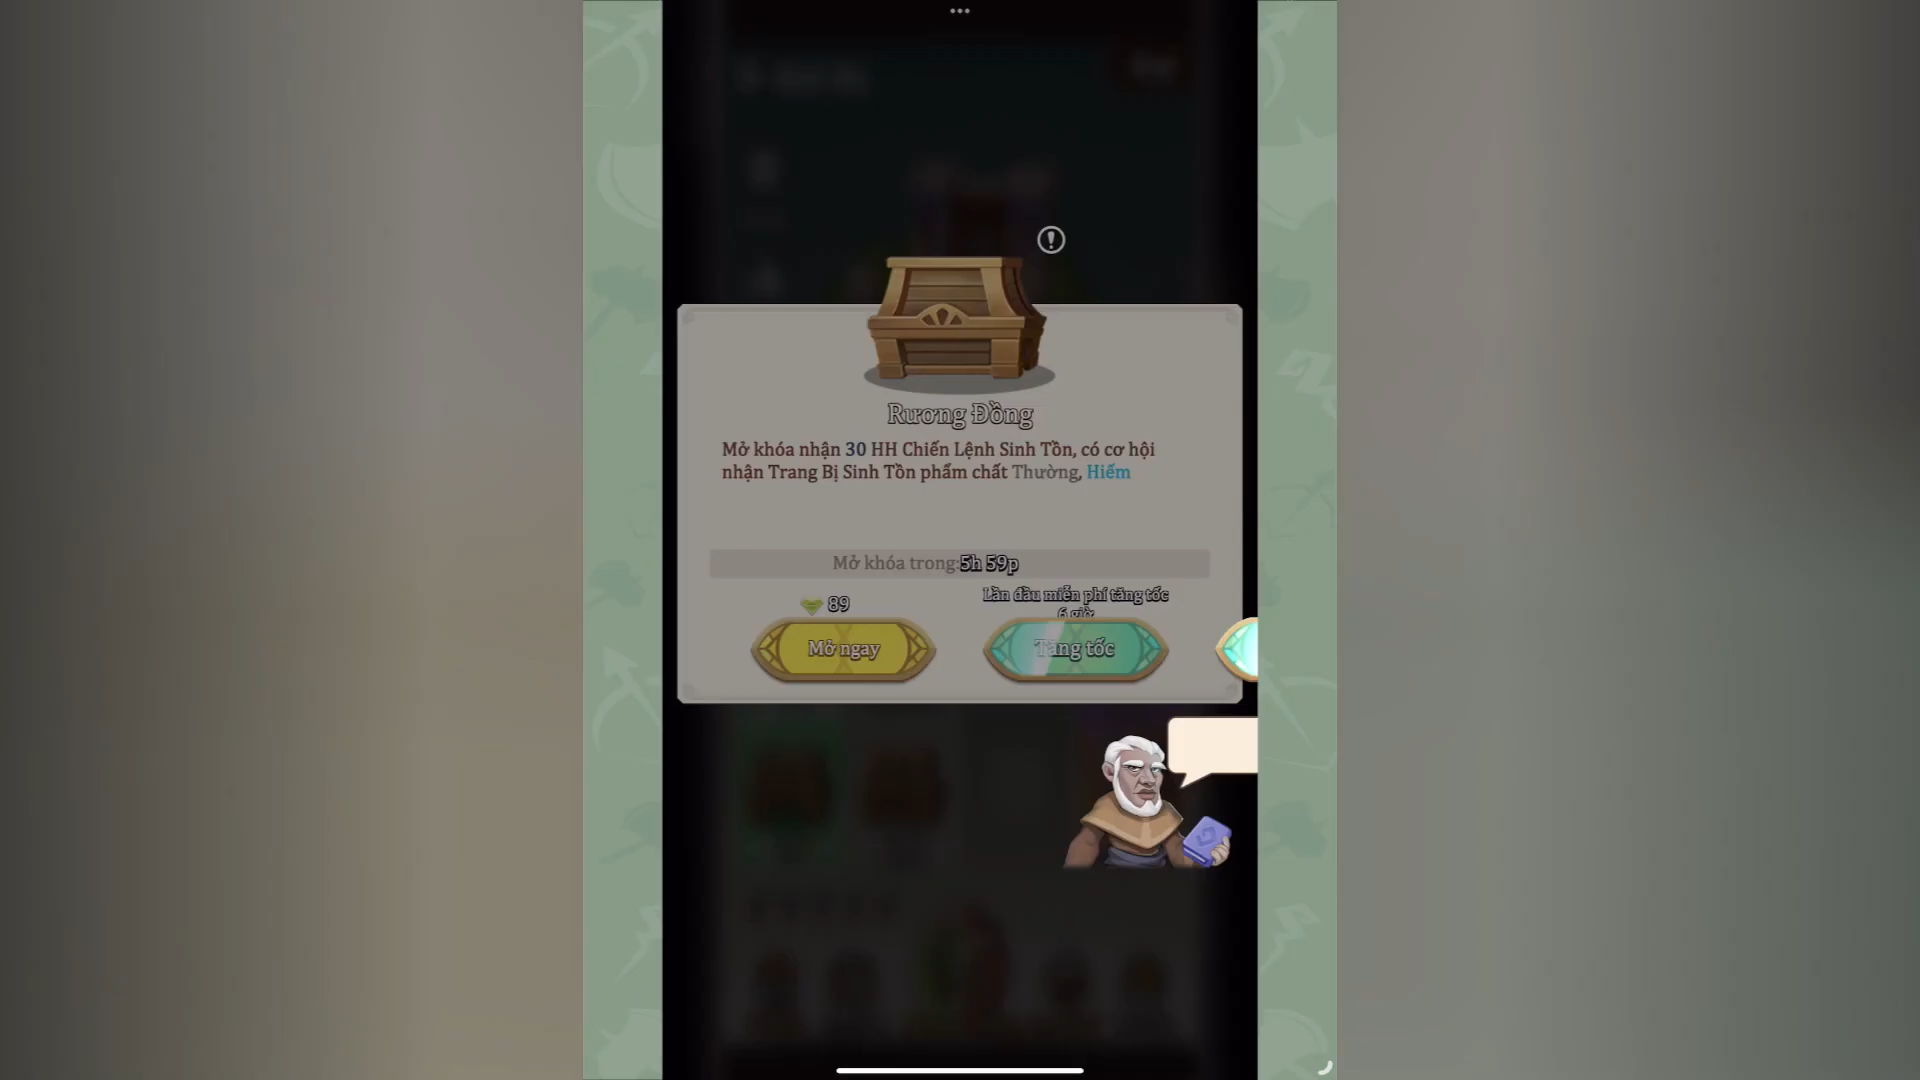 Rương Đồng
Mở khóa nhận 30 HH Chiến Lệnh Sinh Tồn, có cơ hội
nhận Trang Bị Sinh Tồn phẩm chất Thường, Hiếm
Mở khóa trong:5h 59p
89
Lần đầu miễn phí tăng tốc
6 giờ
Mở ngay
Tăng tốc